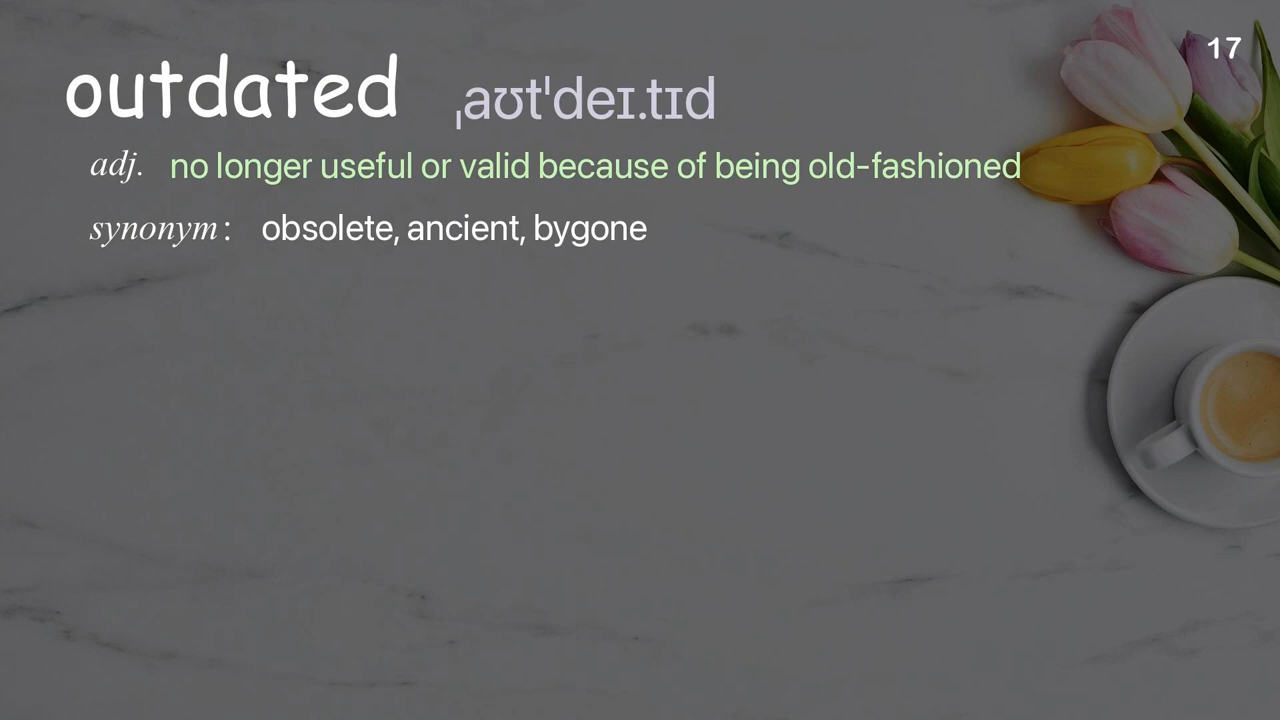 17
outdated ˌaʊtˈdeɪ.tɪd
adj. no longer useful or valid because of being old-fashioned
synonym: obsolete, ancient, bygone